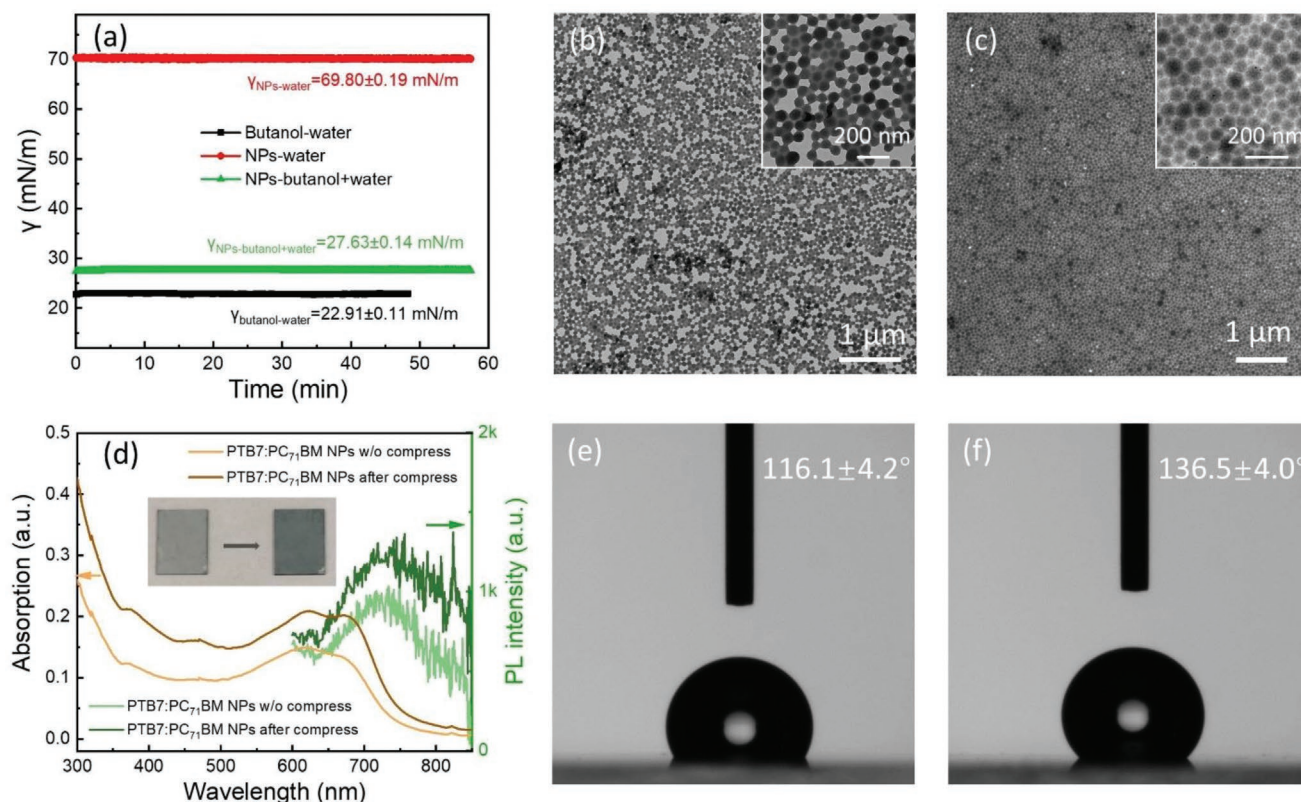 (a)
γ (mN/m)
70
60
50
40
30
20
γNPs-water=69.80±0.19 mN/m
Butanol-water
NPs-water
NPs-butanol+water
γNPs-butanol+water=27.63±0.14 mN/m
γbutanol-water=22.91±0.11 mN/m
0 10 20 30 40 50 60
Time (min)
(b)
200 nm
1 μm
(c)
200 nm
1 μm
(d)
Absorption (a.u.)
0.5
0.4
0.3
0.2
0.1
0.0
PTB7:PC71BM NPs w/o compress
PTB7:PC71BM NPs after compress
PTB7:PC71BM NPs w/o compress
PTB7:PC71BM NPs after compress
2k
1k
0
PL intensity (a.u.)
300 400 500 600 700 800
Wavelength (nm)
(e)
116.1±4.2°
(f)
136.5±4.0°